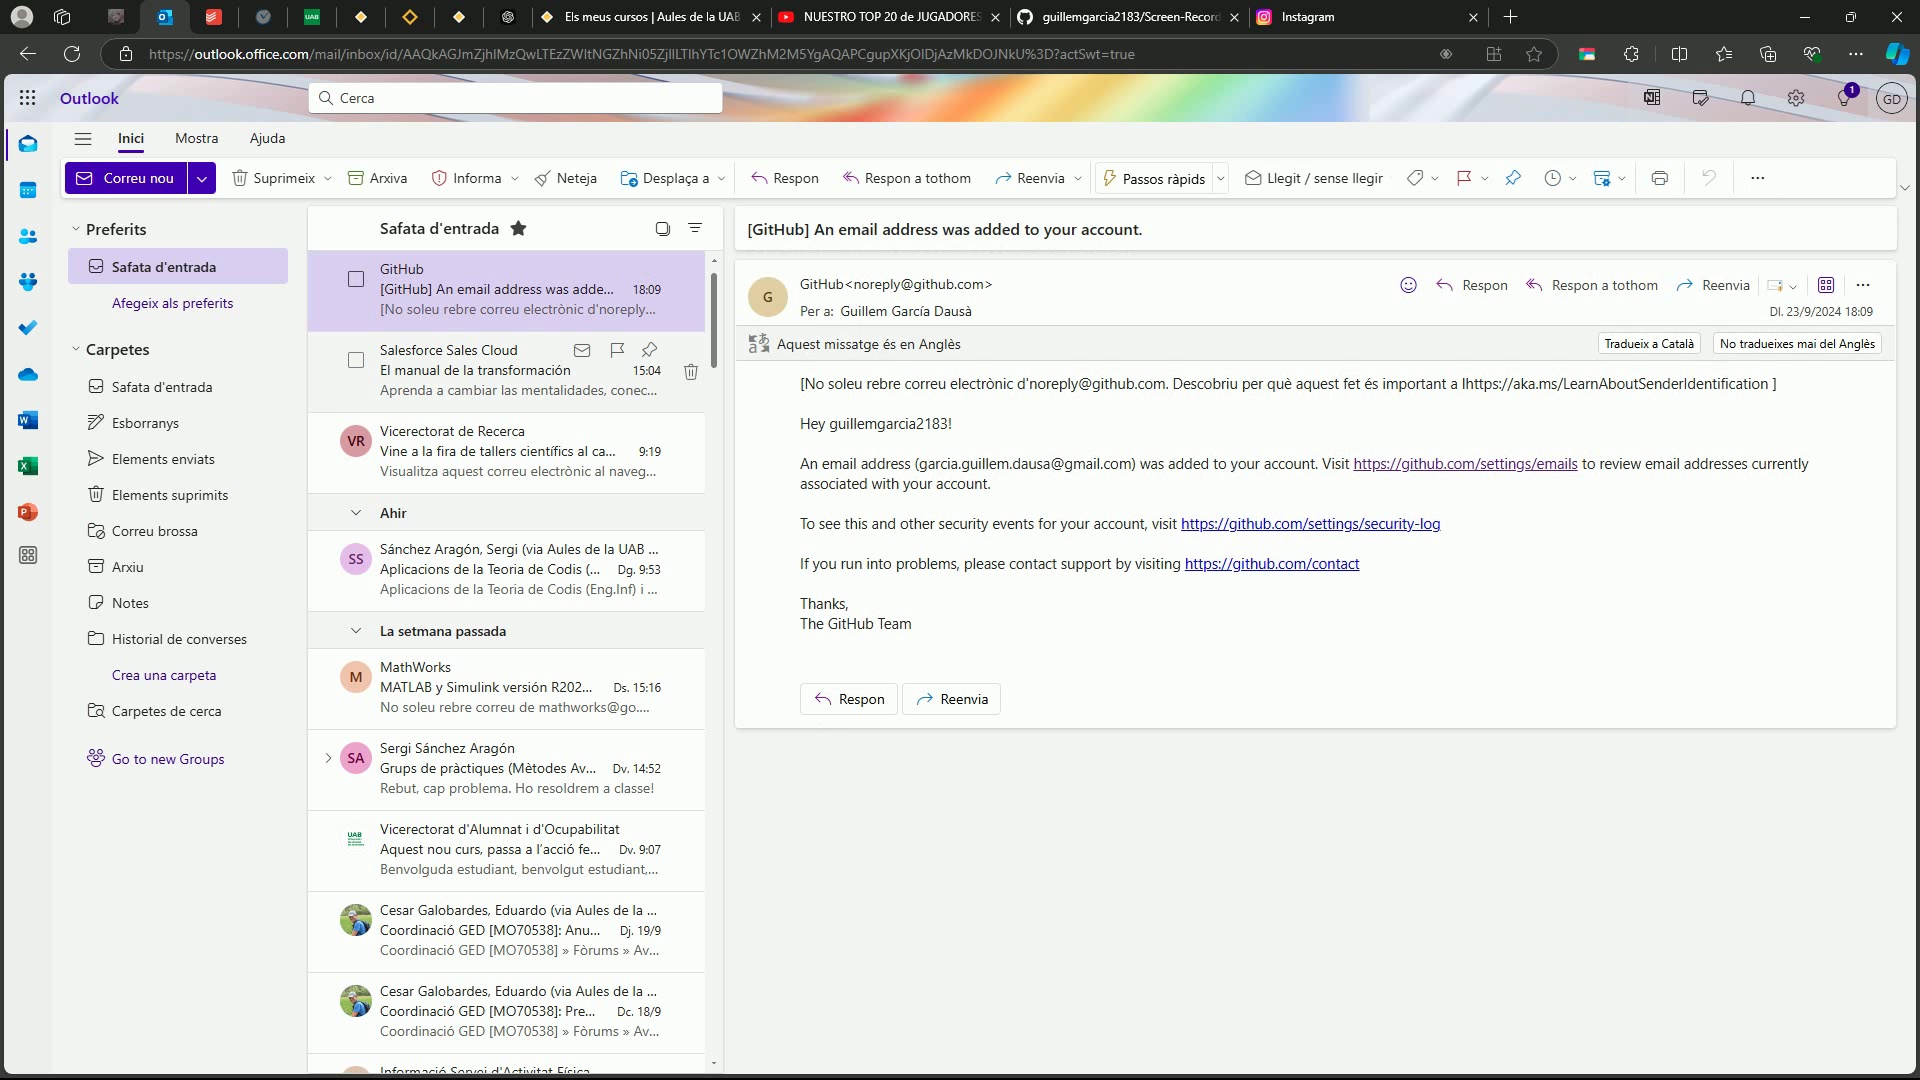 Els meus cursos | Aules de la UAB
NUESTRO TOP 20 de JUGADORES
guillemgarcia2183/Screen-Record
Instagram
https://outlook.office.com/mail/inbox/id/
Outlook
Cerca
1
GD
Inici
Mostra
Ajuda
Correu nou
Suprimeix
Arxiva
Informa
Neteja
Desplaça a
Respon
Respon a tothom
Reenvia
Passos ràpids
Llegit / sense llegir
Preferits
Safata d'entrada
Afegeix als preferits
Carpetes
Safata d'entrada
Esborranys
Elements enviats
Elements suprimits
Correu brossa
Arxiu
Notes
Historial de converses
Crea una carpeta
Carpetes de cerca
Go to new Groups
Safata d'entrada
GitHub
[GitHub] An email address was adde... 18:09
[No soleu rebre correu electrònic d'noreply...
Salesforce Sales Cloud
El manual de la transformación 15:04
Aprenda a cambiar las mentalidades, conec...
VR
Vicerectorat de Recerca
Vine a la fira de tallers científics al ca... 9:19
Visualitza aquest correu electrònic al naveg...
Ahir
SS
Sánchez Aragón, Sergi (via Aules de la UAB ...
Aplicacions de la Teoria de Codis (... Dg. 9:53
Aplicacions de la Teoria de Codis (Eng.Inf) i ...
La setmana passada
M
MathWorks
MATLAB y Simulink versión R202... Ds. 15:16
No soleu rebre correu de mathworks@go....
SA
Sergi Sánchez Aragón
Grups de pràctiques (Mètodes Av... Dv. 14:52
Rebut, cap problema. Ho resoldrem a classe!
UAB
Vicerectorat d'Alumnat i d'Ocupabilitat
Aquest nou curs, passa a l'acció fe... Dv. 9:07
Benvolguda estudiant, benvolgut estudiant,...
Cesar Galobardes, Eduardo (via Aules de la ...
Coordinació GED [MO70538]: Anu... Dj. 19/9
Coordinació GED [MO70538] » Fòrums » Av...
Cesar Galobardes, Eduardo (via Aules de la ...
Coordinació GED [MO70538]: Pre... Dc. 18/9
Coordinació GED [MO70538] » Fòrums » Av...
Informació Servei d'Activitat Física
[GitHub] An email address was added to your account.
G
GitHub<noreply@github.com>
Per a: Guillem García Dausà
Respon
Respon a tothom
Reenvia
Dl. 23/9/2024 18:09
Aquest missatge és en Anglès
Tradueix a Català
No tradueixes mai del Anglès
[No soleu rebre correu electrònic d'noreply@github.com. Descobriu per què aquest fet és important a lhttps://aka.ms/LearnAboutSenderIdentification ]
Hey guillemgarcia2183!
An email address (garcia.guillem.dausa@gmail.com) was added to your account. Visit https://github.com/settings/emails to review email addresses currently
associated with your account.
To see this and other security events for your account, visit https://github.com/settings/security-log
If you run into problems, please contact support by visiting https://github.com/contact
Thanks,
The GitHub Team
Respon
Reenvia